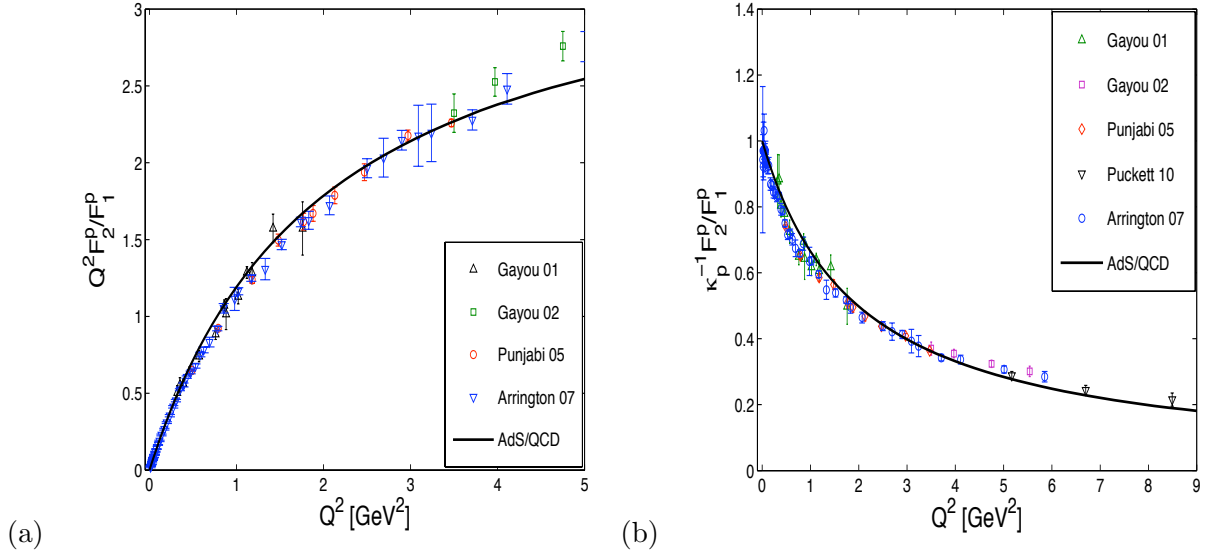 3
2.5
2
1.5
1
0.5
0
0
1
2
3
4
5
Q²F₂ᵖ/F₁ᵖ
Q² [GeV²]
Gayou 01
Gayou 02
Punjabi 05
Arrington 07
AdS/QCD
(a)
1.4
1.2
1
0.8
0.6
0.4
0.2
0
0
1
2
3
4
5
6
7
8
9
κₚ⁻¹F₂ᵖ/F₁ᵖ
Q² [GeV²]
Gayou 01
Gayou 02
Punjabi 05
Puckett 10
Arrington 07
AdS/QCD
(b)